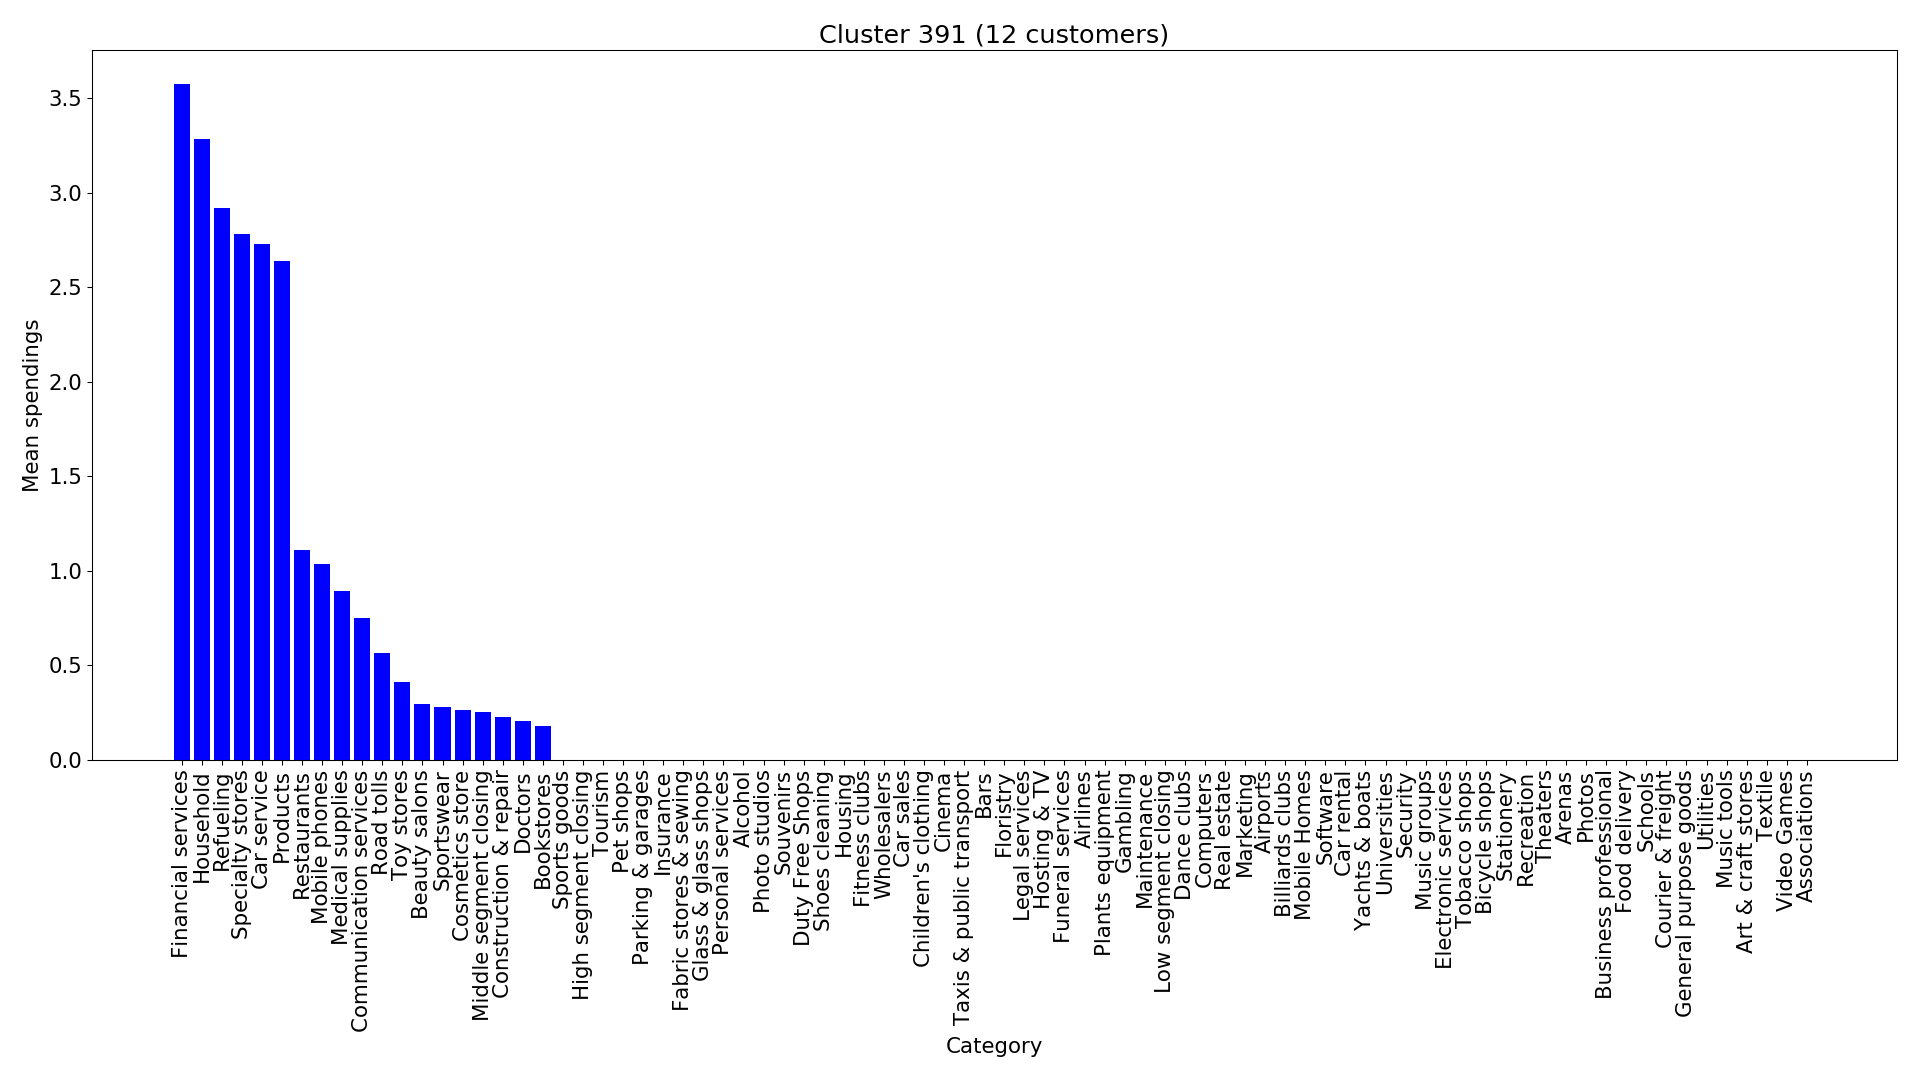 Cluster 391 (12 customers)
3.5
3.0
2.5
2.0
1.5
1.0
0.5
0.0
Mean spendings
Financial services
Household
Refueling
Specialty stores
Car service
Products
Restaurants
Mobile phones
Medical supplies
Communication services
Road tolls
Toy stores
Beauty salons
Sportswear
Cosmetics store
Middle segment closing
Construction & repair
Doctors
Bookstores
Sports goods
High segment closing
Tourism
Pet shops
Parking & garages
Insurance
Fabric stores & sewing
Glass & glass shops
Personal services
Alcohol
Photo studios
Souvenirs
Duty Free Shops
Shoes cleaning
Housing
Fitness clubs
Wholesalers
Car sales
Children's clothing
Cinema
Taxis & public transport
Bars
Floristry
Legal services
Hosting & TV
Funeral services
Airlines
Plants equipment
Gambling
Maintenance
Low segment closing
Dance clubs
Computers
Real estate
Marketing
Airports
Billiards clubs
Mobile Homes
Software
Car rental
Yachts & boats
Universities
Security
Music groups
Electronic services
Tobacco shops
Bicycle shops
Stationery
Recreation
Theaters
Arenas
Photos
Business professional
Food delivery
Schools
Courier & freight
General purpose goods
Utilities
Music tools
Art & craft stores
Textile
Video Games
Associations
Category